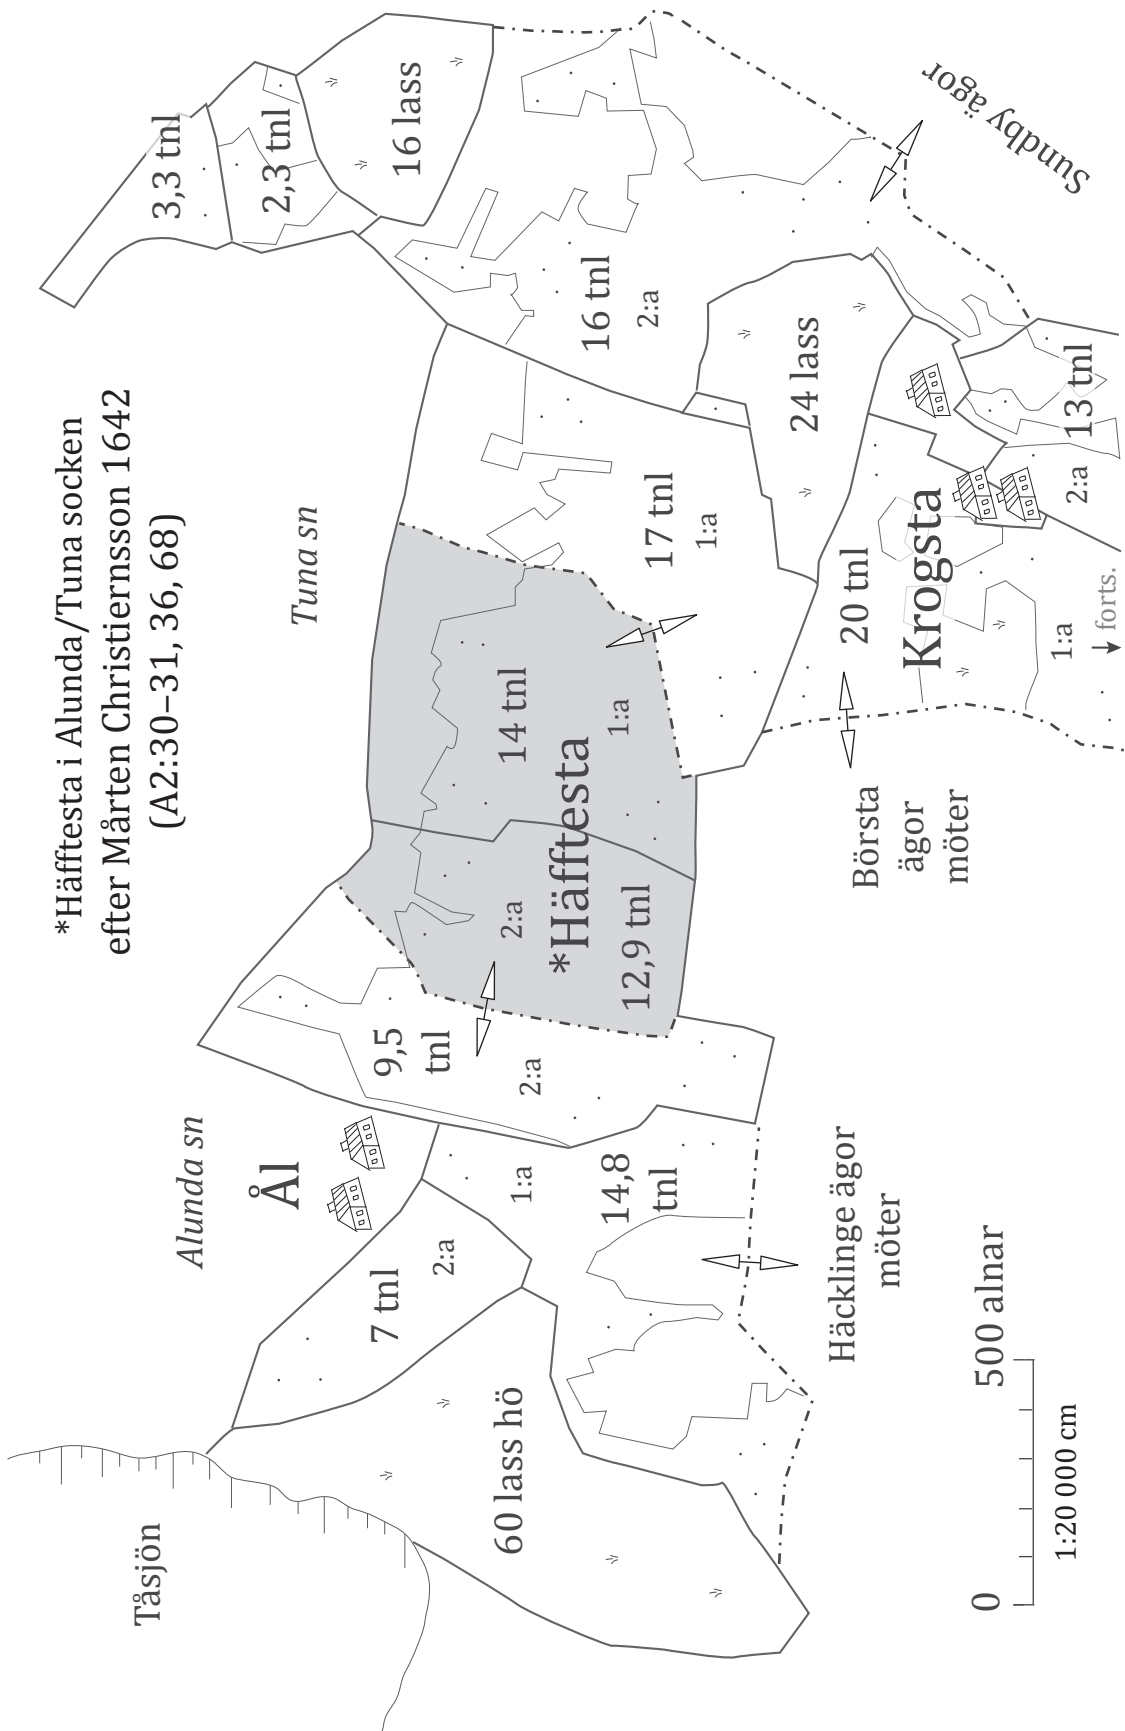 *Häfftesta i Alunda/Tuna socken
efter Mårten Christiernsson 1642
(A2:30–31, 36, 68)
Tåsjön
Alunda sn
Ål
Tuna sn
3,3 tnl
2,3 tnl
16 lass
7 tnl
2:a
60 lass hö
1:a
14,8
tnl
9,5
tnl
2:a
2:a
*Häfftesta
12,9 tnl
14 tnl
1:a
17 tnl
1:a
16 tnl
2:a
24 lass
Sundby ägor
20 tnl
Krogsta
1:a
forts.
13 tnl
2:a
Börsta
ägor
möter
Häcklinge ägor
möter
0
500 alnar
1:20 000 cm